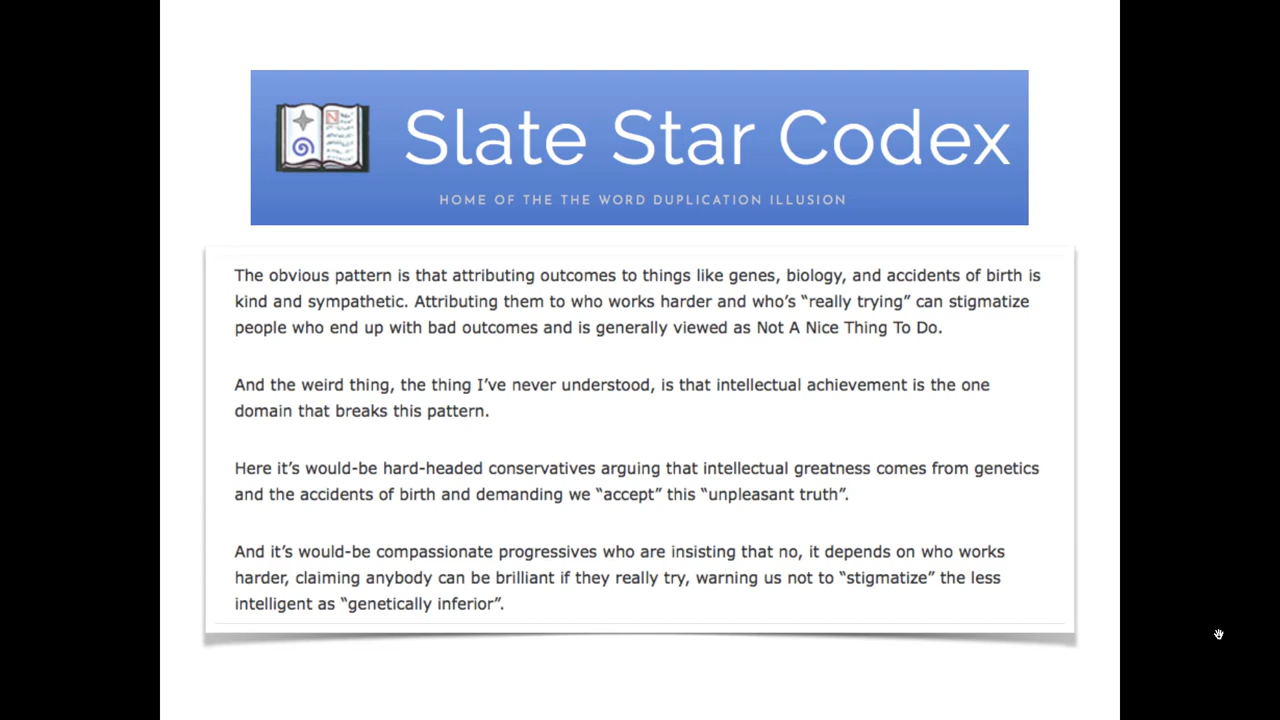 Slate Star Codex
HOME OF THE THE WORD DUPLICATION ILLUSION
The obvious pattern is that attributing outcomes to things like genes, biology, and accidents of birth is
kind and sympathetic. Attributing them to who works harder and who’s “really trying” can stigmatize
people who end up with bad outcomes and is generally viewed as Not A Nice Thing To Do.
And the weird thing, the thing I’ve never understood, is that intellectual achievement is the one
domain that breaks this pattern.
Here it’s would-be hard-headed conservatives arguing that intellectual greatness comes from genetics
and the accidents of birth and demanding we “accept” this “unpleasant truth”.
And it’s would-be compassionate progressives who are insisting that no, it depends on who works
harder, claiming anybody can be brilliant if they really try, warning us not to “stigmatize” the less
intelligent as “genetically inferior”.